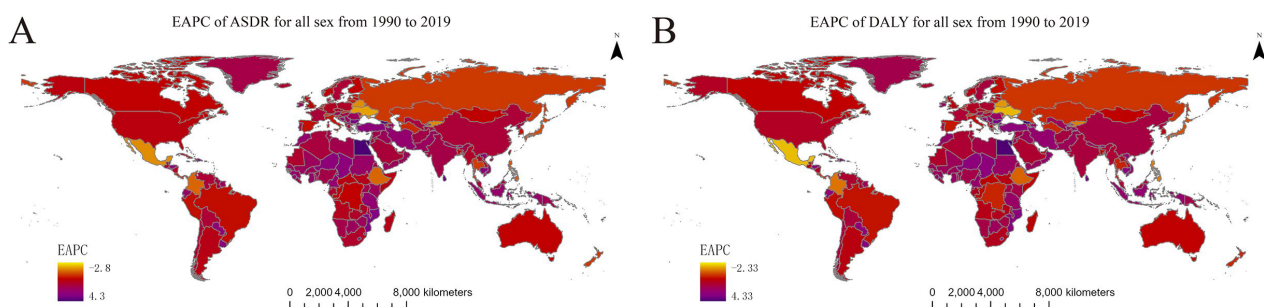 A
EAPC of ASDR for all sex from 1990 to 2019
N
EAPC
-2.8
4.3
0 2,000 4,000 8,000 kilometers
B
EAPC of DALY for all sex from 1990 to 2019
N
EAPC
-2.33
4.33
0 2,000 4,000 8,000 kilometers